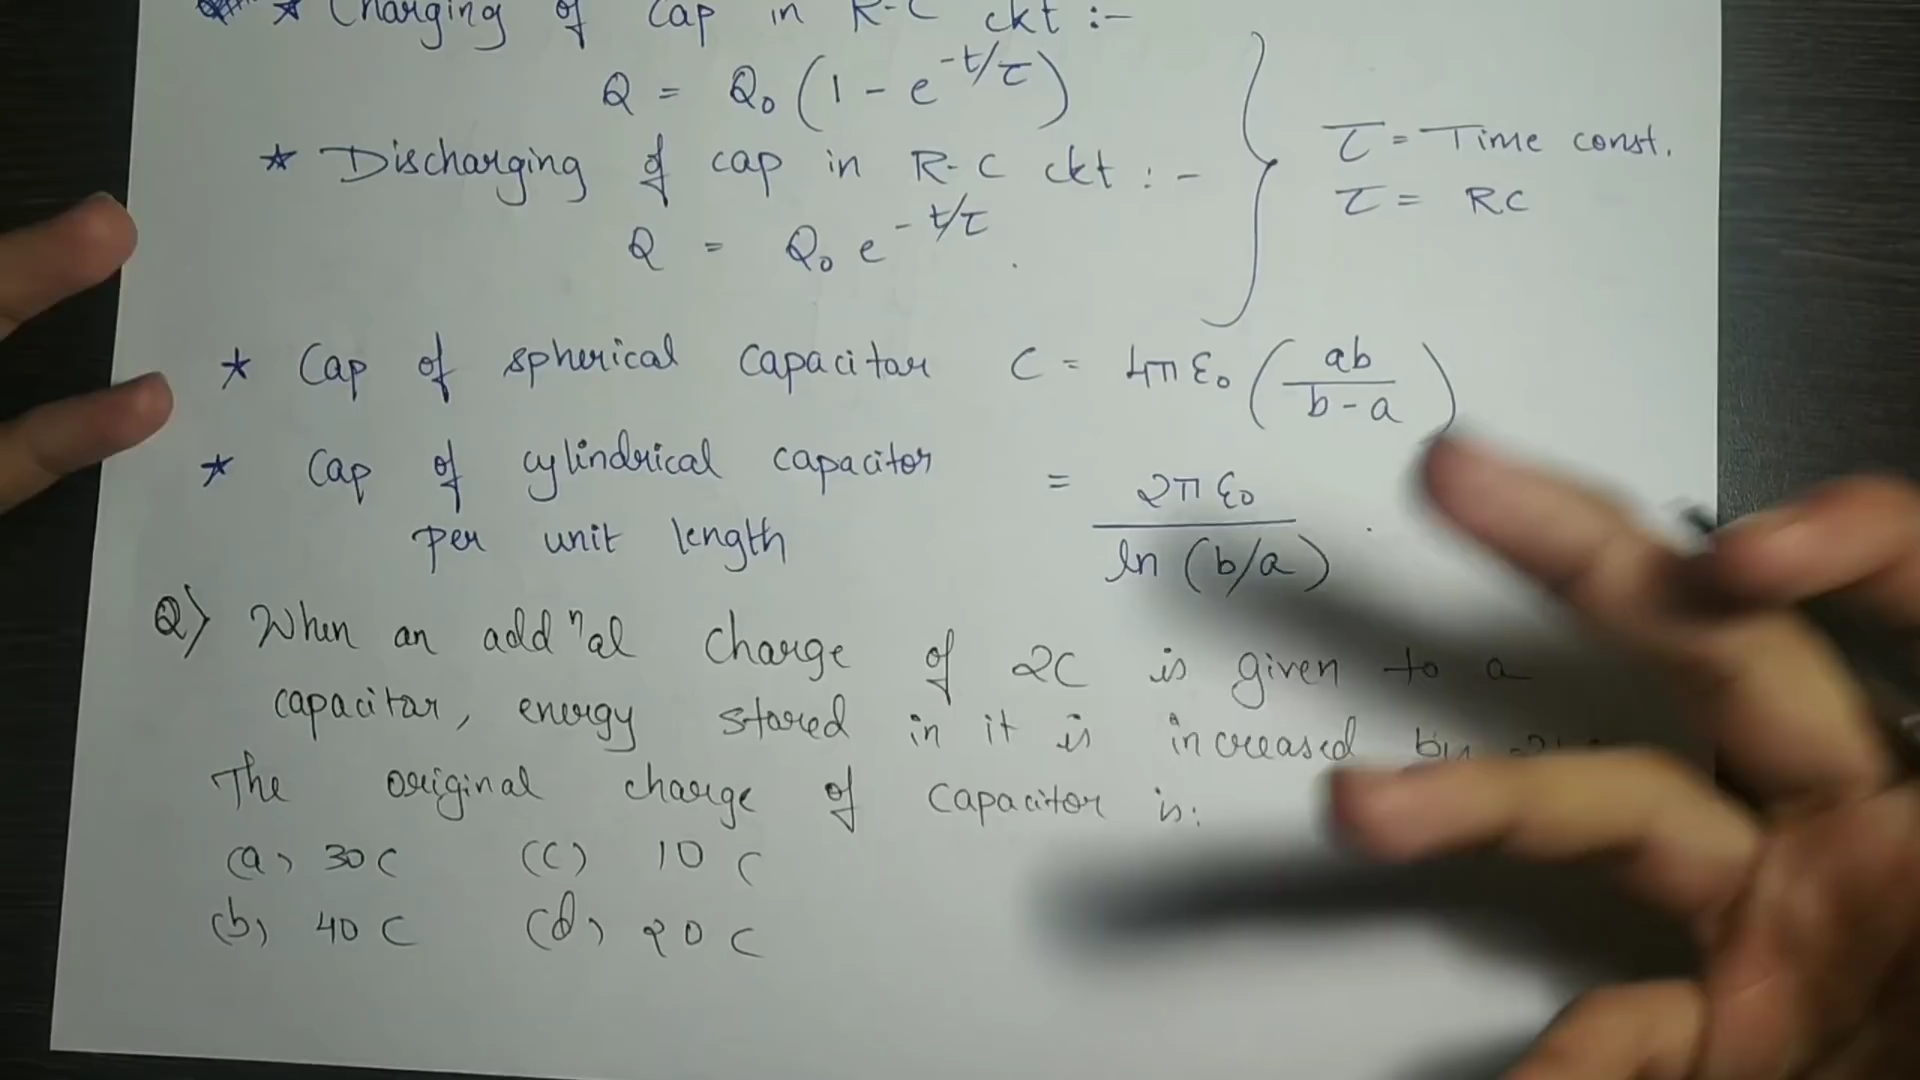 ★ Charging of Cap in R-C ckt :-
Q = Q₀ (1 - e^-t/τ)
★ Discharging of cap in R-C ckt :-
Q = Q₀ e^-t/τ .
τ = Time const.
τ = RC
★ Cap of spherical capacitar C = 4π ε₀ (ab / b - a)
★ Cap of cylindrical capacitor = 2π ε₀ / ln (b/a) .
per unit length
Q) When an addⁿal charge of 2C is given to a
capacitar, energy stored in it is increased by
The original charge of capacitor is:
(a) 30 C (c) 10 C
(b) 40 C (d) 20 C